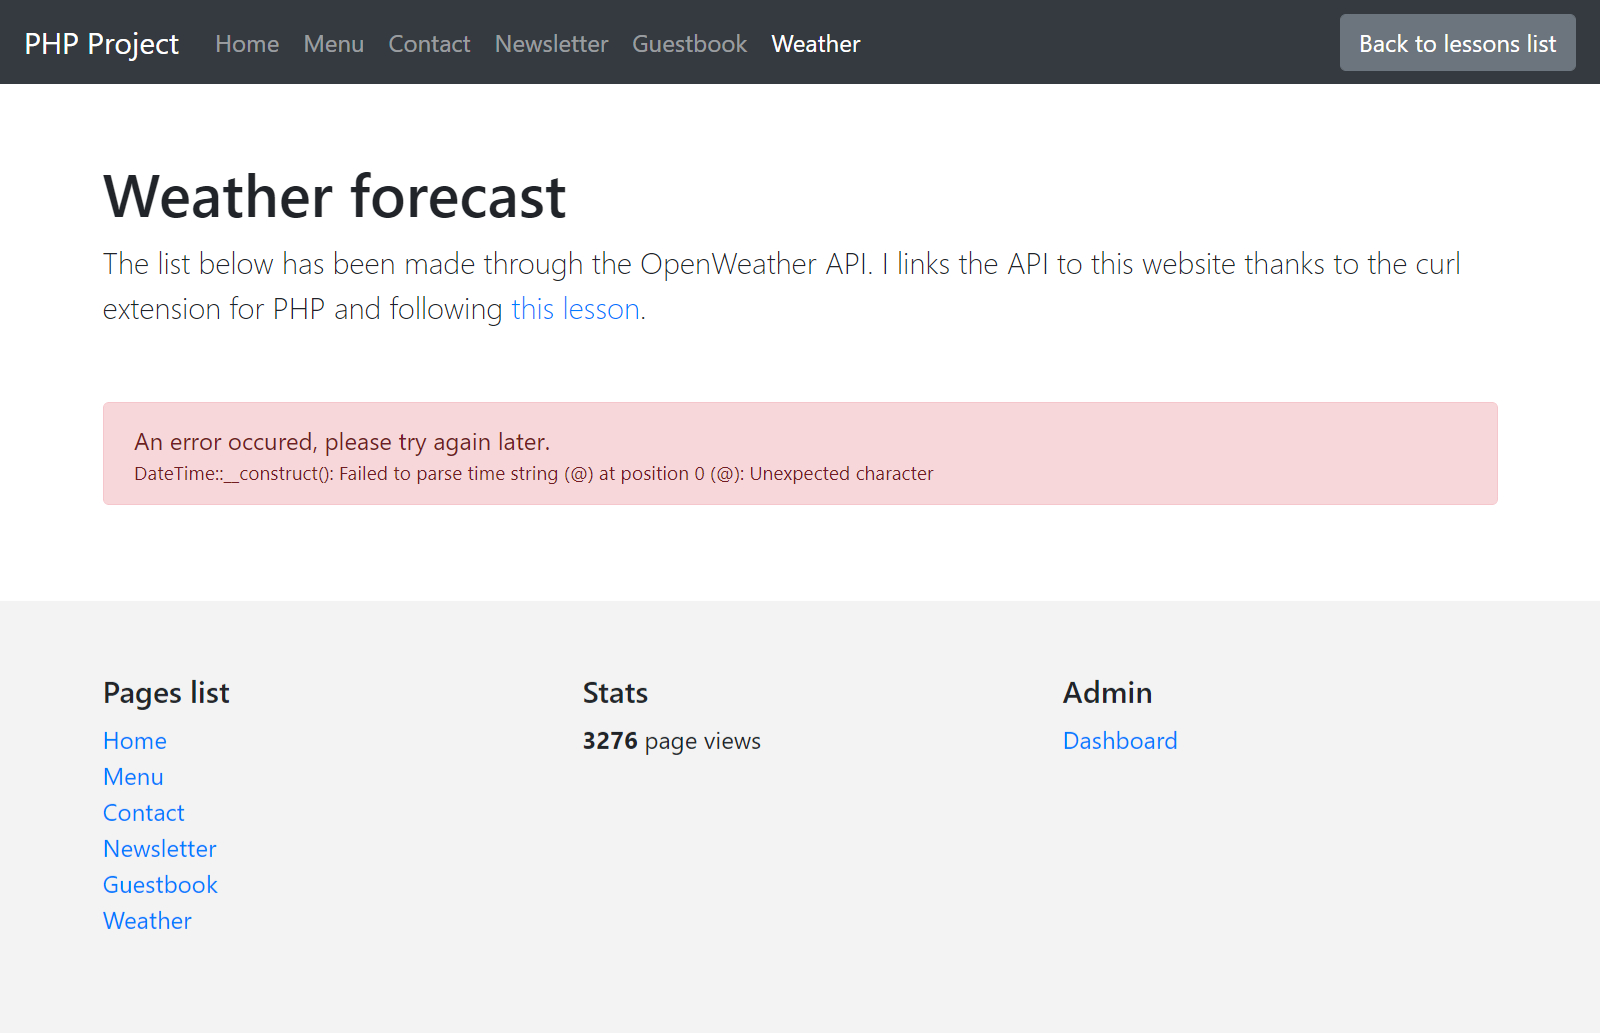 PHP Project Home Menu Contact Newsletter Guestbook Weather Back to lessons list
Weather forecast
The list below has been made through the OpenWeather API. I links the API to this website thanks to the curl
extension for PHP and following this lesson.
An error occured, please try again later.
DateTime::__construct(): Failed to parse time string (@) at position 0 (@): Unexpected character
Pages list
Home
Menu
Contact
Newsletter
Guestbook
Weather
Stats
3276 page views
Admin
Dashboard